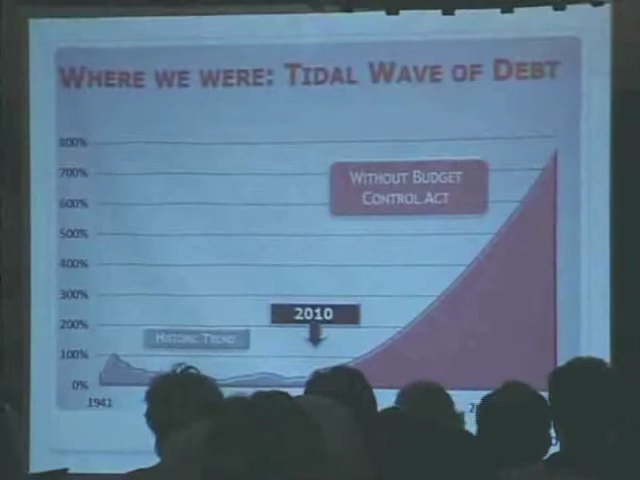 WHERE WE WERE: TIDAL WAVE OF DEBT
800%
700%
WITHOUT BUDGET
CONTROL ACT
600%
500%
400%
300%
2010
200%
HISTORIC TREND
100%
0%
1941